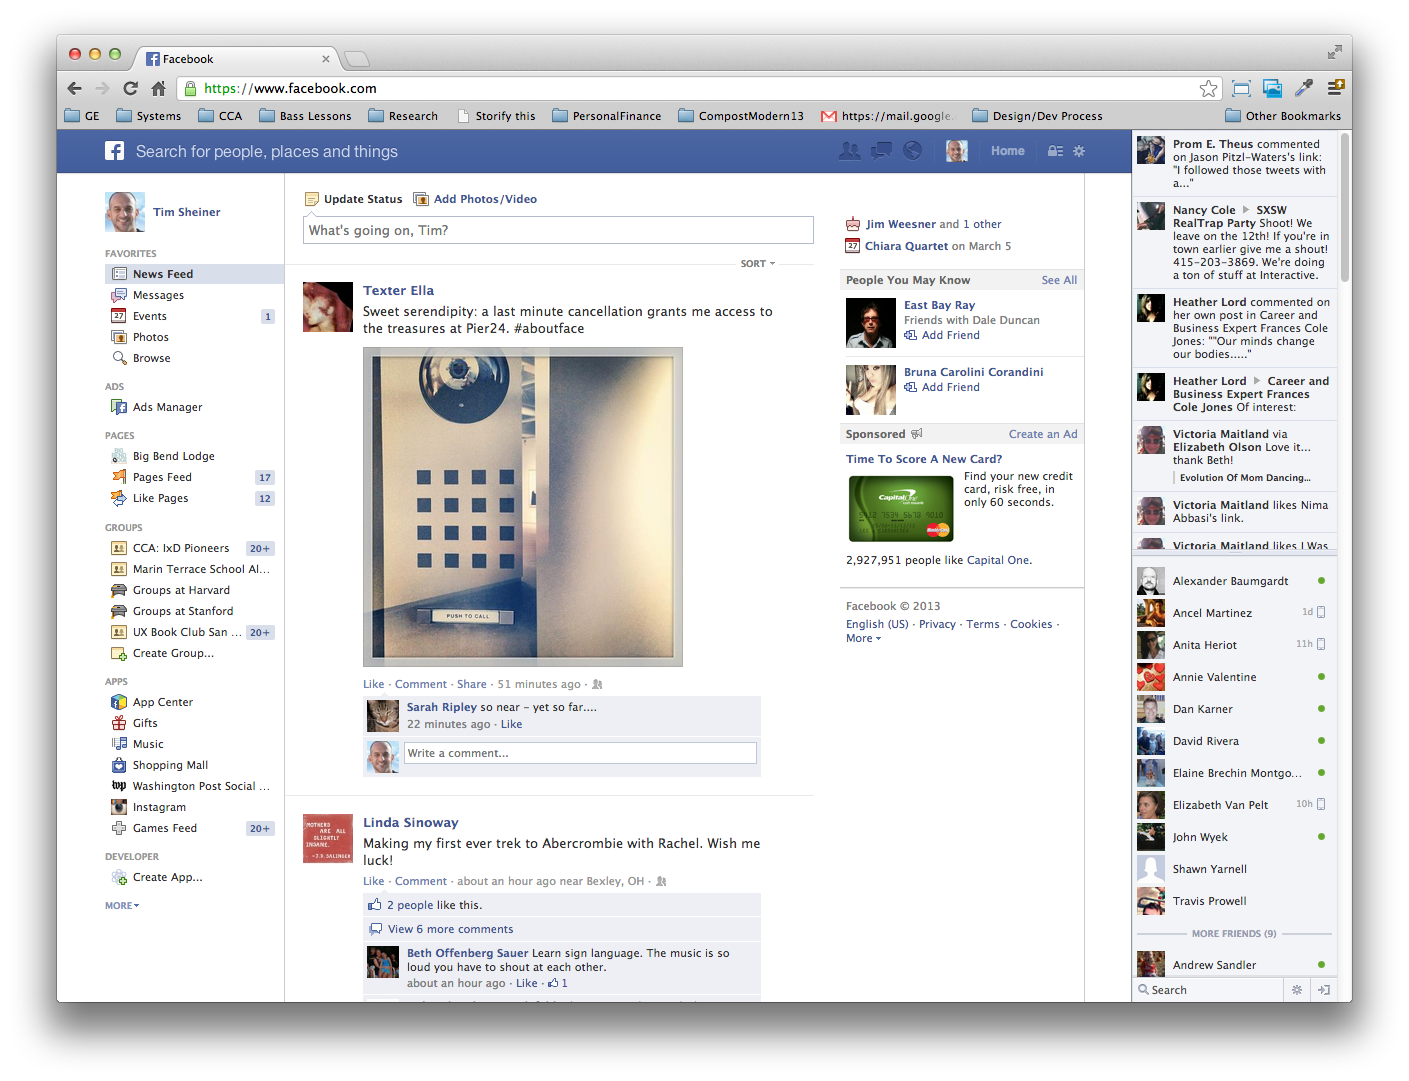 Facebook
https://www.facebook.com
GE
Systems
CCA
Bass Lessons
Research
Storify this
PersonalFinance
CompostModern13
https://mail.google.
Design/Dev Process
Other Bookmarks
Search for people, places and things
Home
Tim Sheiner
FAVORITES
News Feed
Messages
Events 1
Photos
Browse
ADS
Ads Manager
PAGES
Big Bend Lodge
Pages Feed 17
Like Pages 12
GROUPS
CCA: IxD Pioneers 20+
Marin Terrace School Al...
Groups at Harvard
Groups at Stanford
UX Book Club San ... 20+
Create Group...
APPS
App Center
Gifts
Music
Shopping Mall
wp Washington Post Social ...
Instagram
Games Feed 20+
DEVELOPER
Create App...
MORE
Update Status Add Photos/Video
What's going on, Tim?
SORT
Texter Ella
Sweet serendipity: a last minute cancellation grants me access to
the treasures at Pier24. #aboutface
PUSH TO CALL
Like · Comment · Share · 51 minutes ago ·
Sarah Ripley so near - yet so far....
22 minutes ago · Like
Write a comment...
MOTHERS
ARE ALL
SLIGHTLY
INSANE.
-J.D.SALINGER
Linda Sinoway
Making my first ever trek to Abercrombie with Rachel. Wish me
luck!
Like · Comment · about an hour ago near Bexley, OH ·
2 people like this.
View 6 more comments
Beth Offenberg Sauer Learn sign language. The music is so
loud you have to shout at each other.
about an hour ago · Like · 1
Jim Weesner and 1 other
27 Chiara Quartet on March 5
People You May Know See All
East Bay Ray
Friends with Dale Duncan
Add Friend
Bruna Carolini Corandini
Add Friend
Sponsored Create an Ad
Time To Score A New Card?
Capital One
MasterCard
Find your new credit
card, risk free, in
only 60 seconds.
2,927,951 people like Capital One.
Facebook © 2013
English (US) · Privacy · Terms · Cookies ·
More
Prom E. Theus commented
on Jason Pitzl-Waters's link:
"I followed those tweets with
a..."
Nancy Cole ▶ SXSW
RealTrap Party Shoot! We
leave on the 12th! If you're in
town earlier give me a shout!
415-203-3869. We're doing
a ton of stuff at Interactive.
Heather Lord commented on
her own post in Career and
Business Expert Frances Cole
Jones: ""Our minds change
our bodies....."
Heather Lord ▶ Career and
Business Expert Frances
Cole Jones Of interest:
Victoria Maitland via
Elizabeth Olson Love it...
thank Beth!
Evolution Of Mom Dancing...
Victoria Maitland likes Nima
Abbasi's link.
Victoria Maitland likes I Was
Alexander Baumgardt
Ancel Martinez 1d
Anita Heriot 11h
Annie Valentine
Dan Karner
David Rivera
Elaine Brechin Montgo...
Elizabeth Van Pelt 10h
John Wyek
Shawn Yarnell
Travis Prowell
MORE FRIENDS (9)
Andrew Sandler
Search